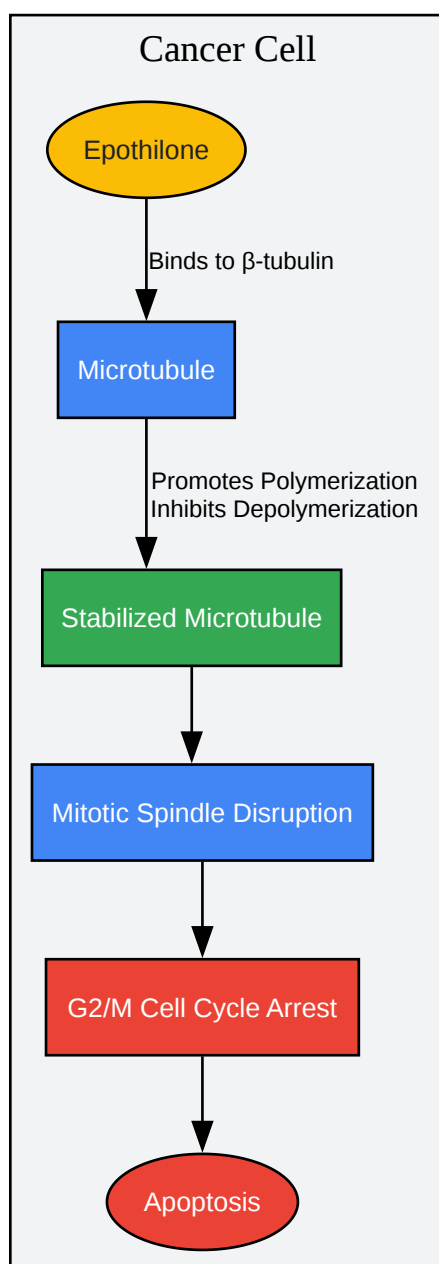 Cancer Cell
Epothilone
Binds to β-tubulin
Microtubule
Promotes Polymerization
Inhibits Depolymerization
Stabilized Microtubule
Mitotic Spindle Disruption
G2/M Cell Cycle Arrest
Apoptosis